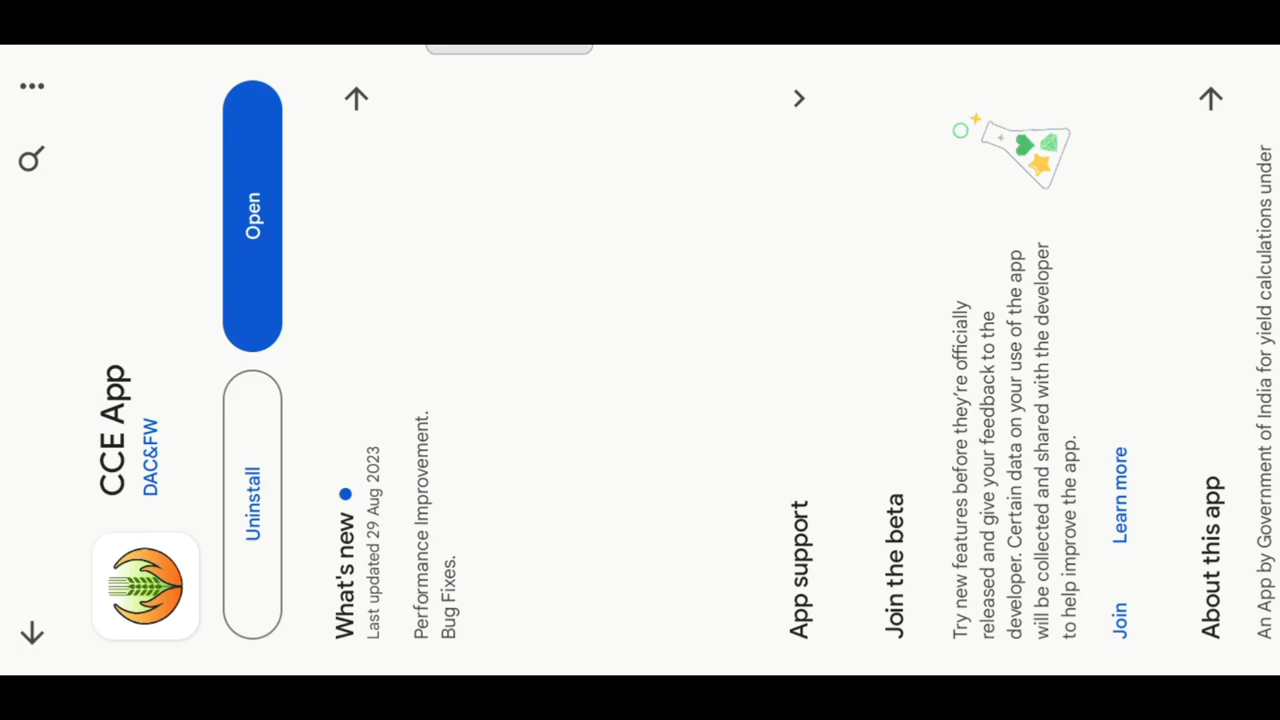 CCE App
DAC&FW
Uninstall
Open
What's new
Last updated 29 Aug 2023
Performance Improvement.
Bug Fixes.
App support
Join the beta
Try new features before they're officially
released and give your feedback to the
developer. Certain data on your use of the app
will be collected and shared with the developer
to help improve the app.
Join
Learn more
About this app
An App by Government of India for yield calculations under